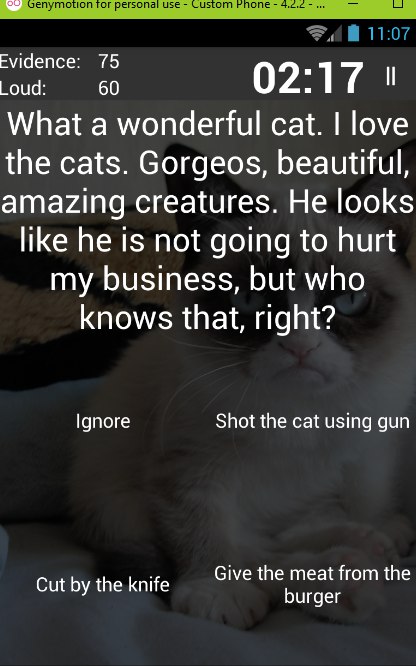 Genymotion for personal use - Custom Phone - 4.2.2 - ...
11:07
Evidence: 75
Loud: 60
02:17
What a wonderful cat. I love
the cats. Gorgeos, beautiful,
amazing creatures. He looks
like he is not going to hurt
my business, but who
knows that, right?
Ignore
Shot the cat using gun
Cut by the knife
Give the meat from the
burger